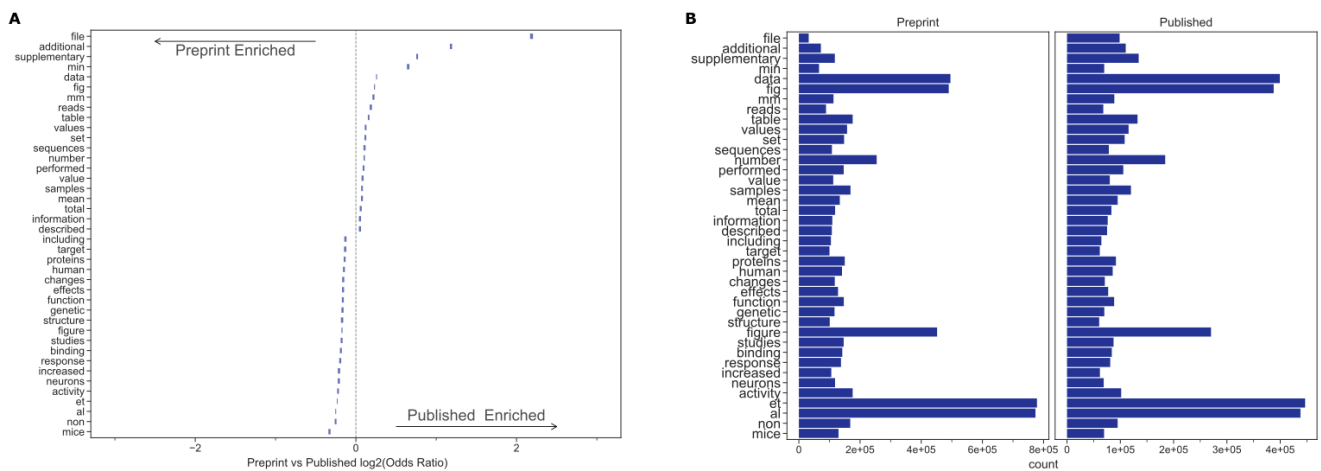 A
Preprint Enriched
file
additional
supplementary
min
data
fig
mm
reads
table
values
set
sequences
number
performed
value
samples
mean
total
information
described
including
target
proteins
human
changes
effects
function
genetic
structure
figure
studies
binding
response
increased
neurons
activity
et
al
non
mice
Published Enriched
−2 0 2
Preprint vs Published log2(Odds Ratio)
B
Preprint Published
file
additional
supplementary
min
data
fig
mm
reads
table
values
set
sequences
number
performed
value
samples
mean
total
information
described
including
target
proteins
human
changes
effects
function
genetic
structure
figure
studies
binding
response
increased
neurons
activity
et
al
non
mice
0 2e+05 4e+05 6e+05 8e+05 0 1e+05 2e+05 3e+05 4e+05
count